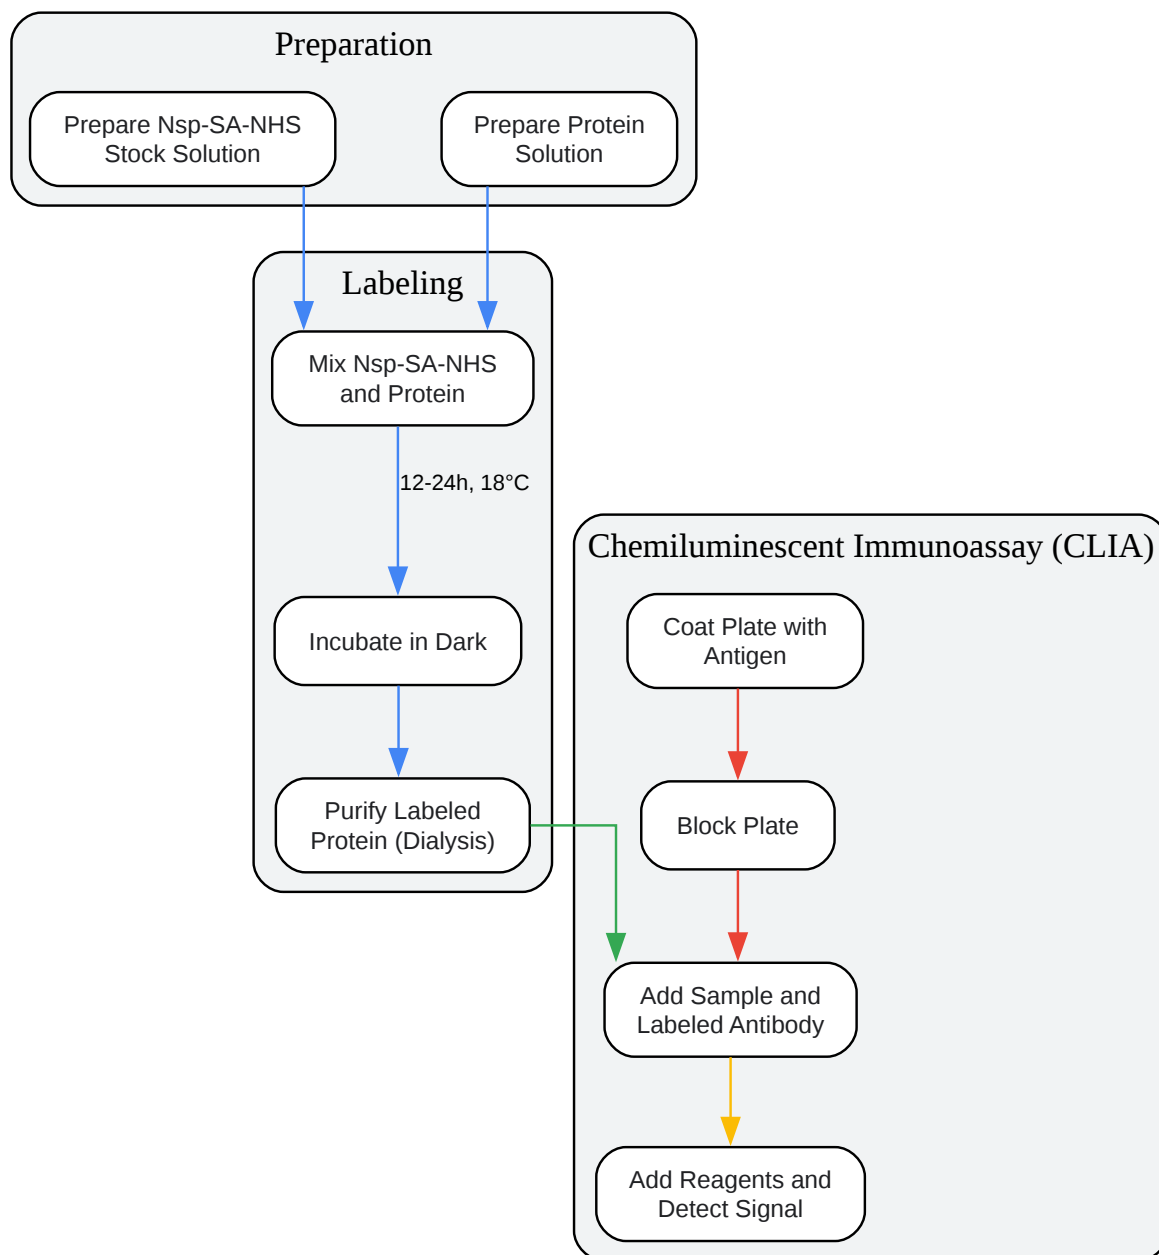 Preparation
Prepare Nsp-SA-NHS
Stock Solution
Prepare Protein
Solution
Labeling
Mix Nsp-SA-NHS
and Protein
12-24h, 18°C
Incubate in Dark
Purify Labeled
Protein (Dialysis)
Chemiluminescent Immunoassay (CLIA)
Coat Plate with
Antigen
Block Plate
Add Sample and
Labeled Antibody
Add Reagents and
Detect Signal